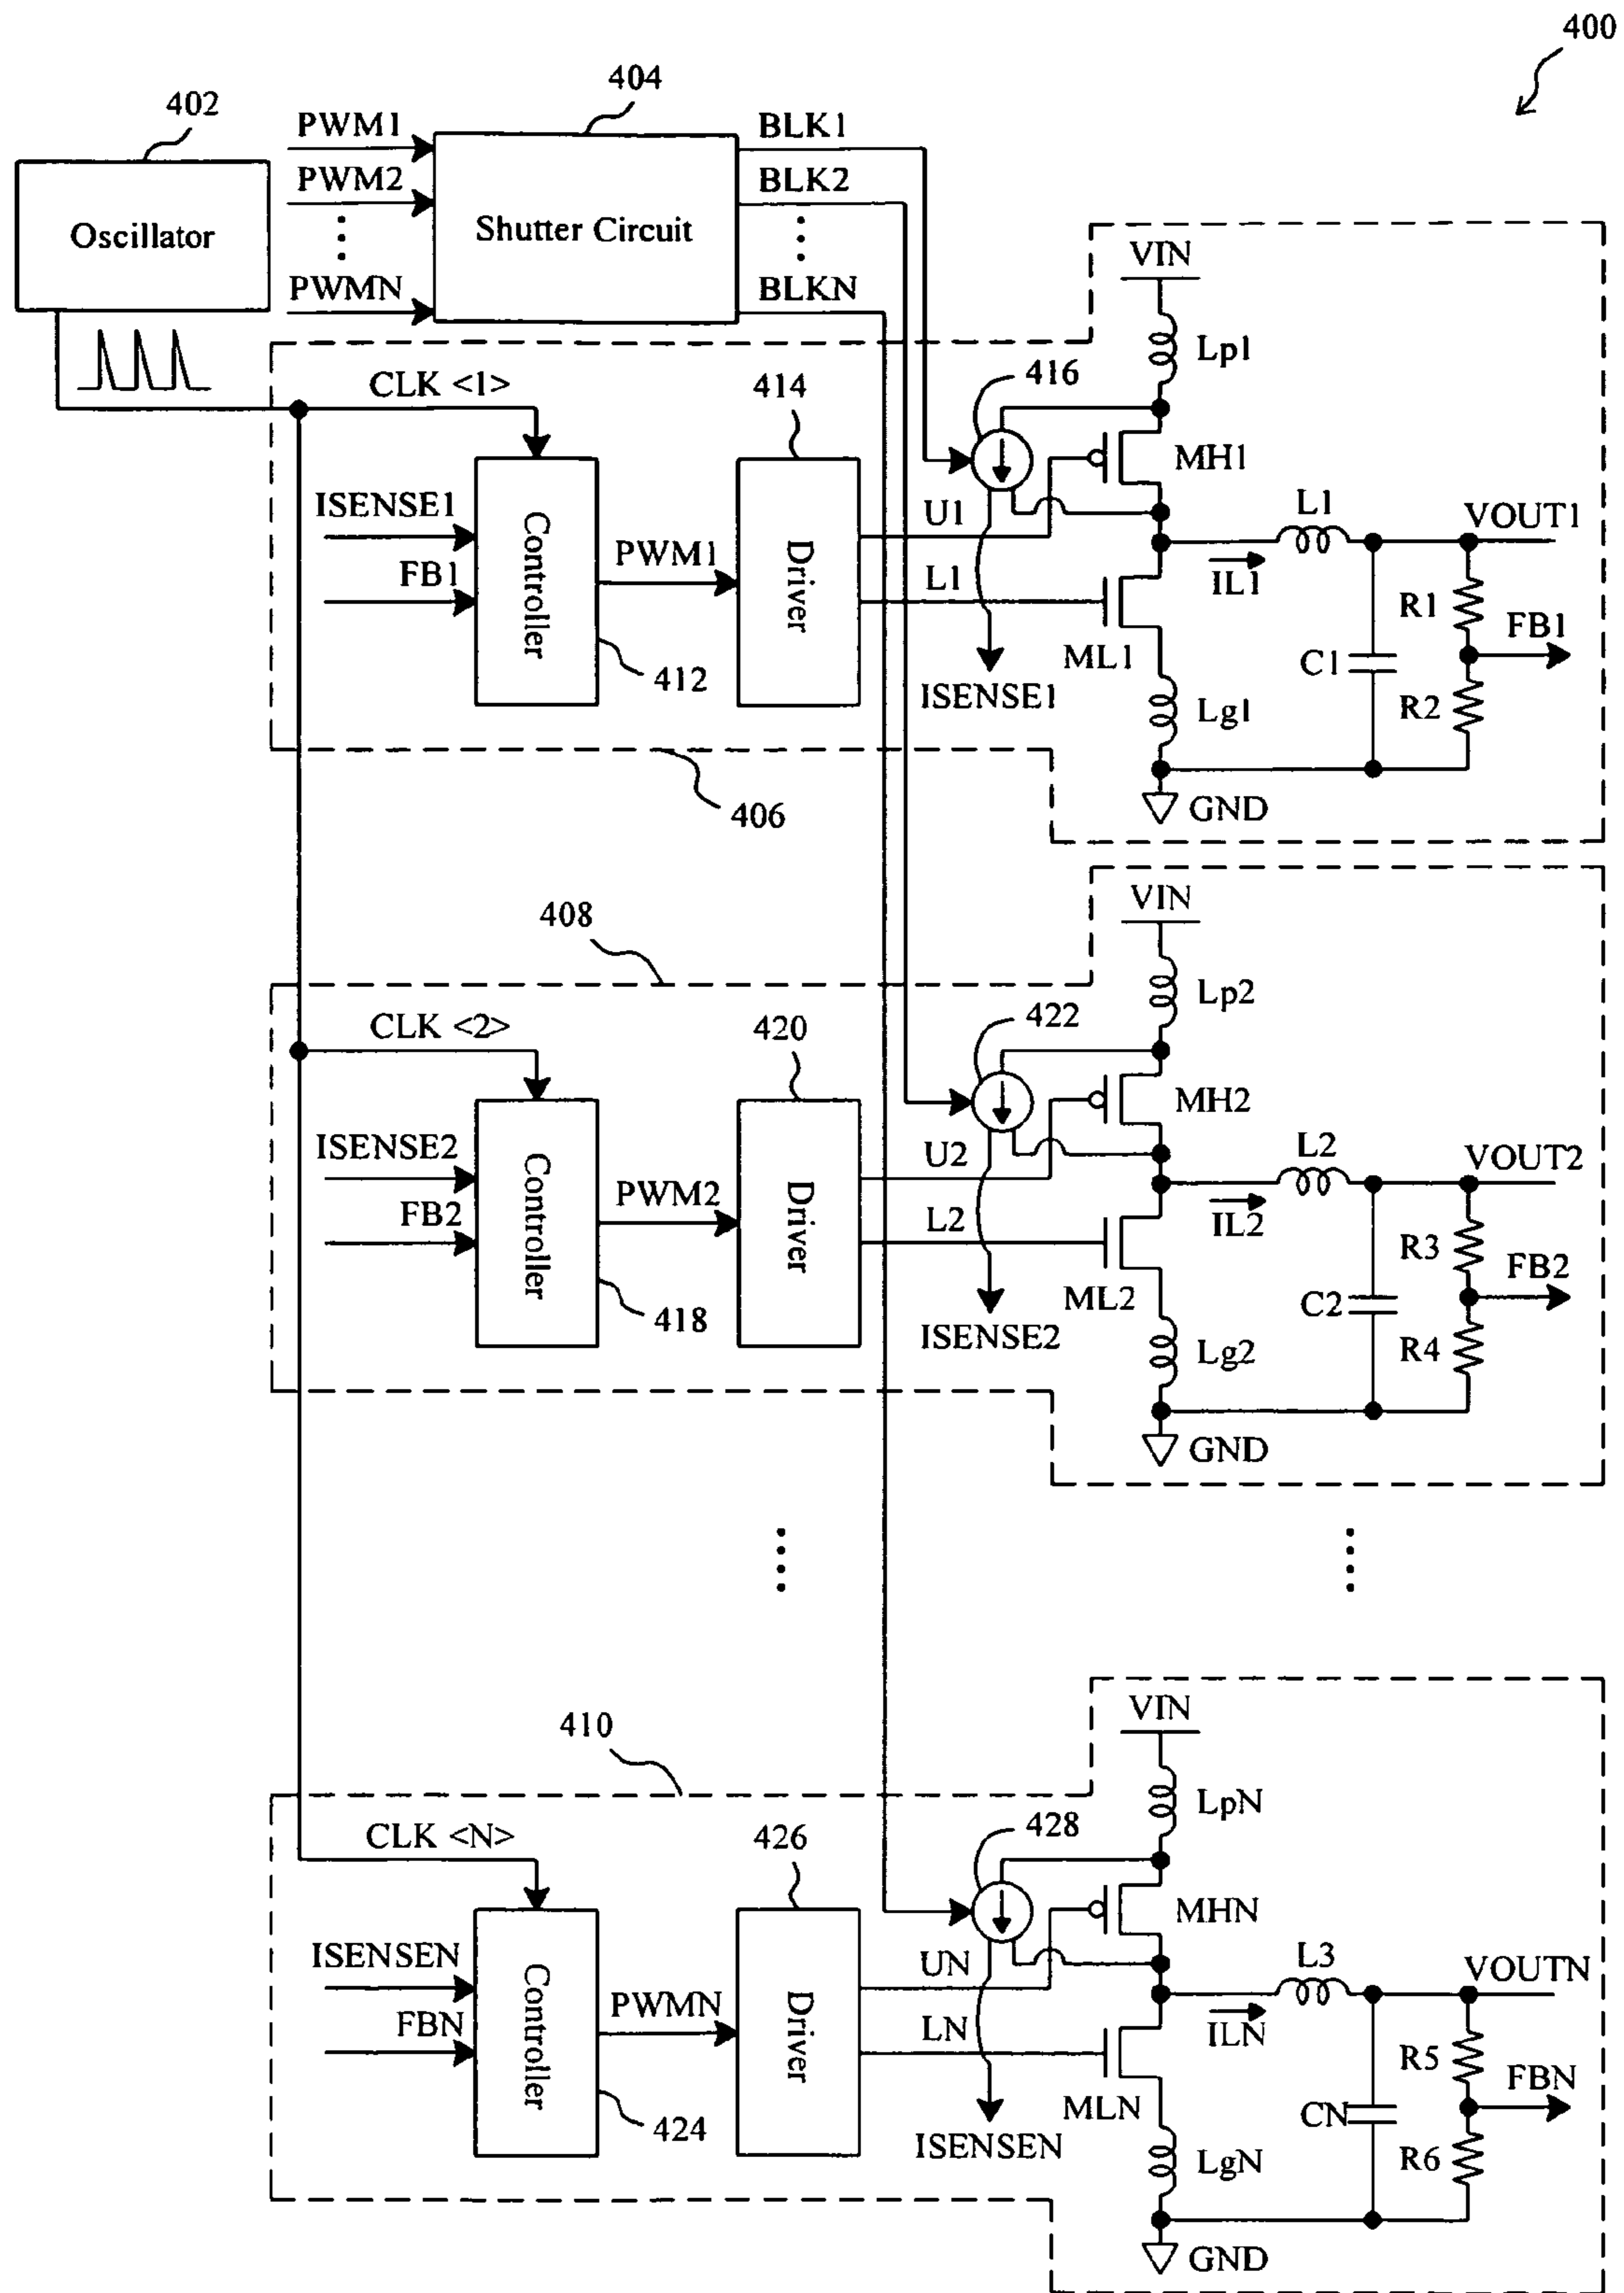 400
402
404
PWM1
BLK1
PWM2
BLK2
Oscillator
Shutter Circuit
PWMN
BLKN
VIN
Lp1
CLK <1>
414
416
MH1
ISENSE1
U1
L1
VOUT1
Controller
Driver
FB1
PWM1
L1
IL1
R1
FB1
412
ML1
C1
ISENSE1
Lg1
R2
406
GND
VIN
408
Lp2
CLK <2>
420
422
MH2
ISENSE2
U2
L2
VOUT2
Controller
Driver
FB2
PWM2
L2
IL2
R3
FB2
418
ML2
C2
ISENSE2
Lg2
R4
GND
VIN
410
LpN
CLK <N>
426
428
MHN
ISENSEN
UN
L3
VOUTN
Controller
Driver
FBN
PWMN
LN
ILN
R5
FBN
424
MLN
CN
ISENSEN
LgN
R6
GND